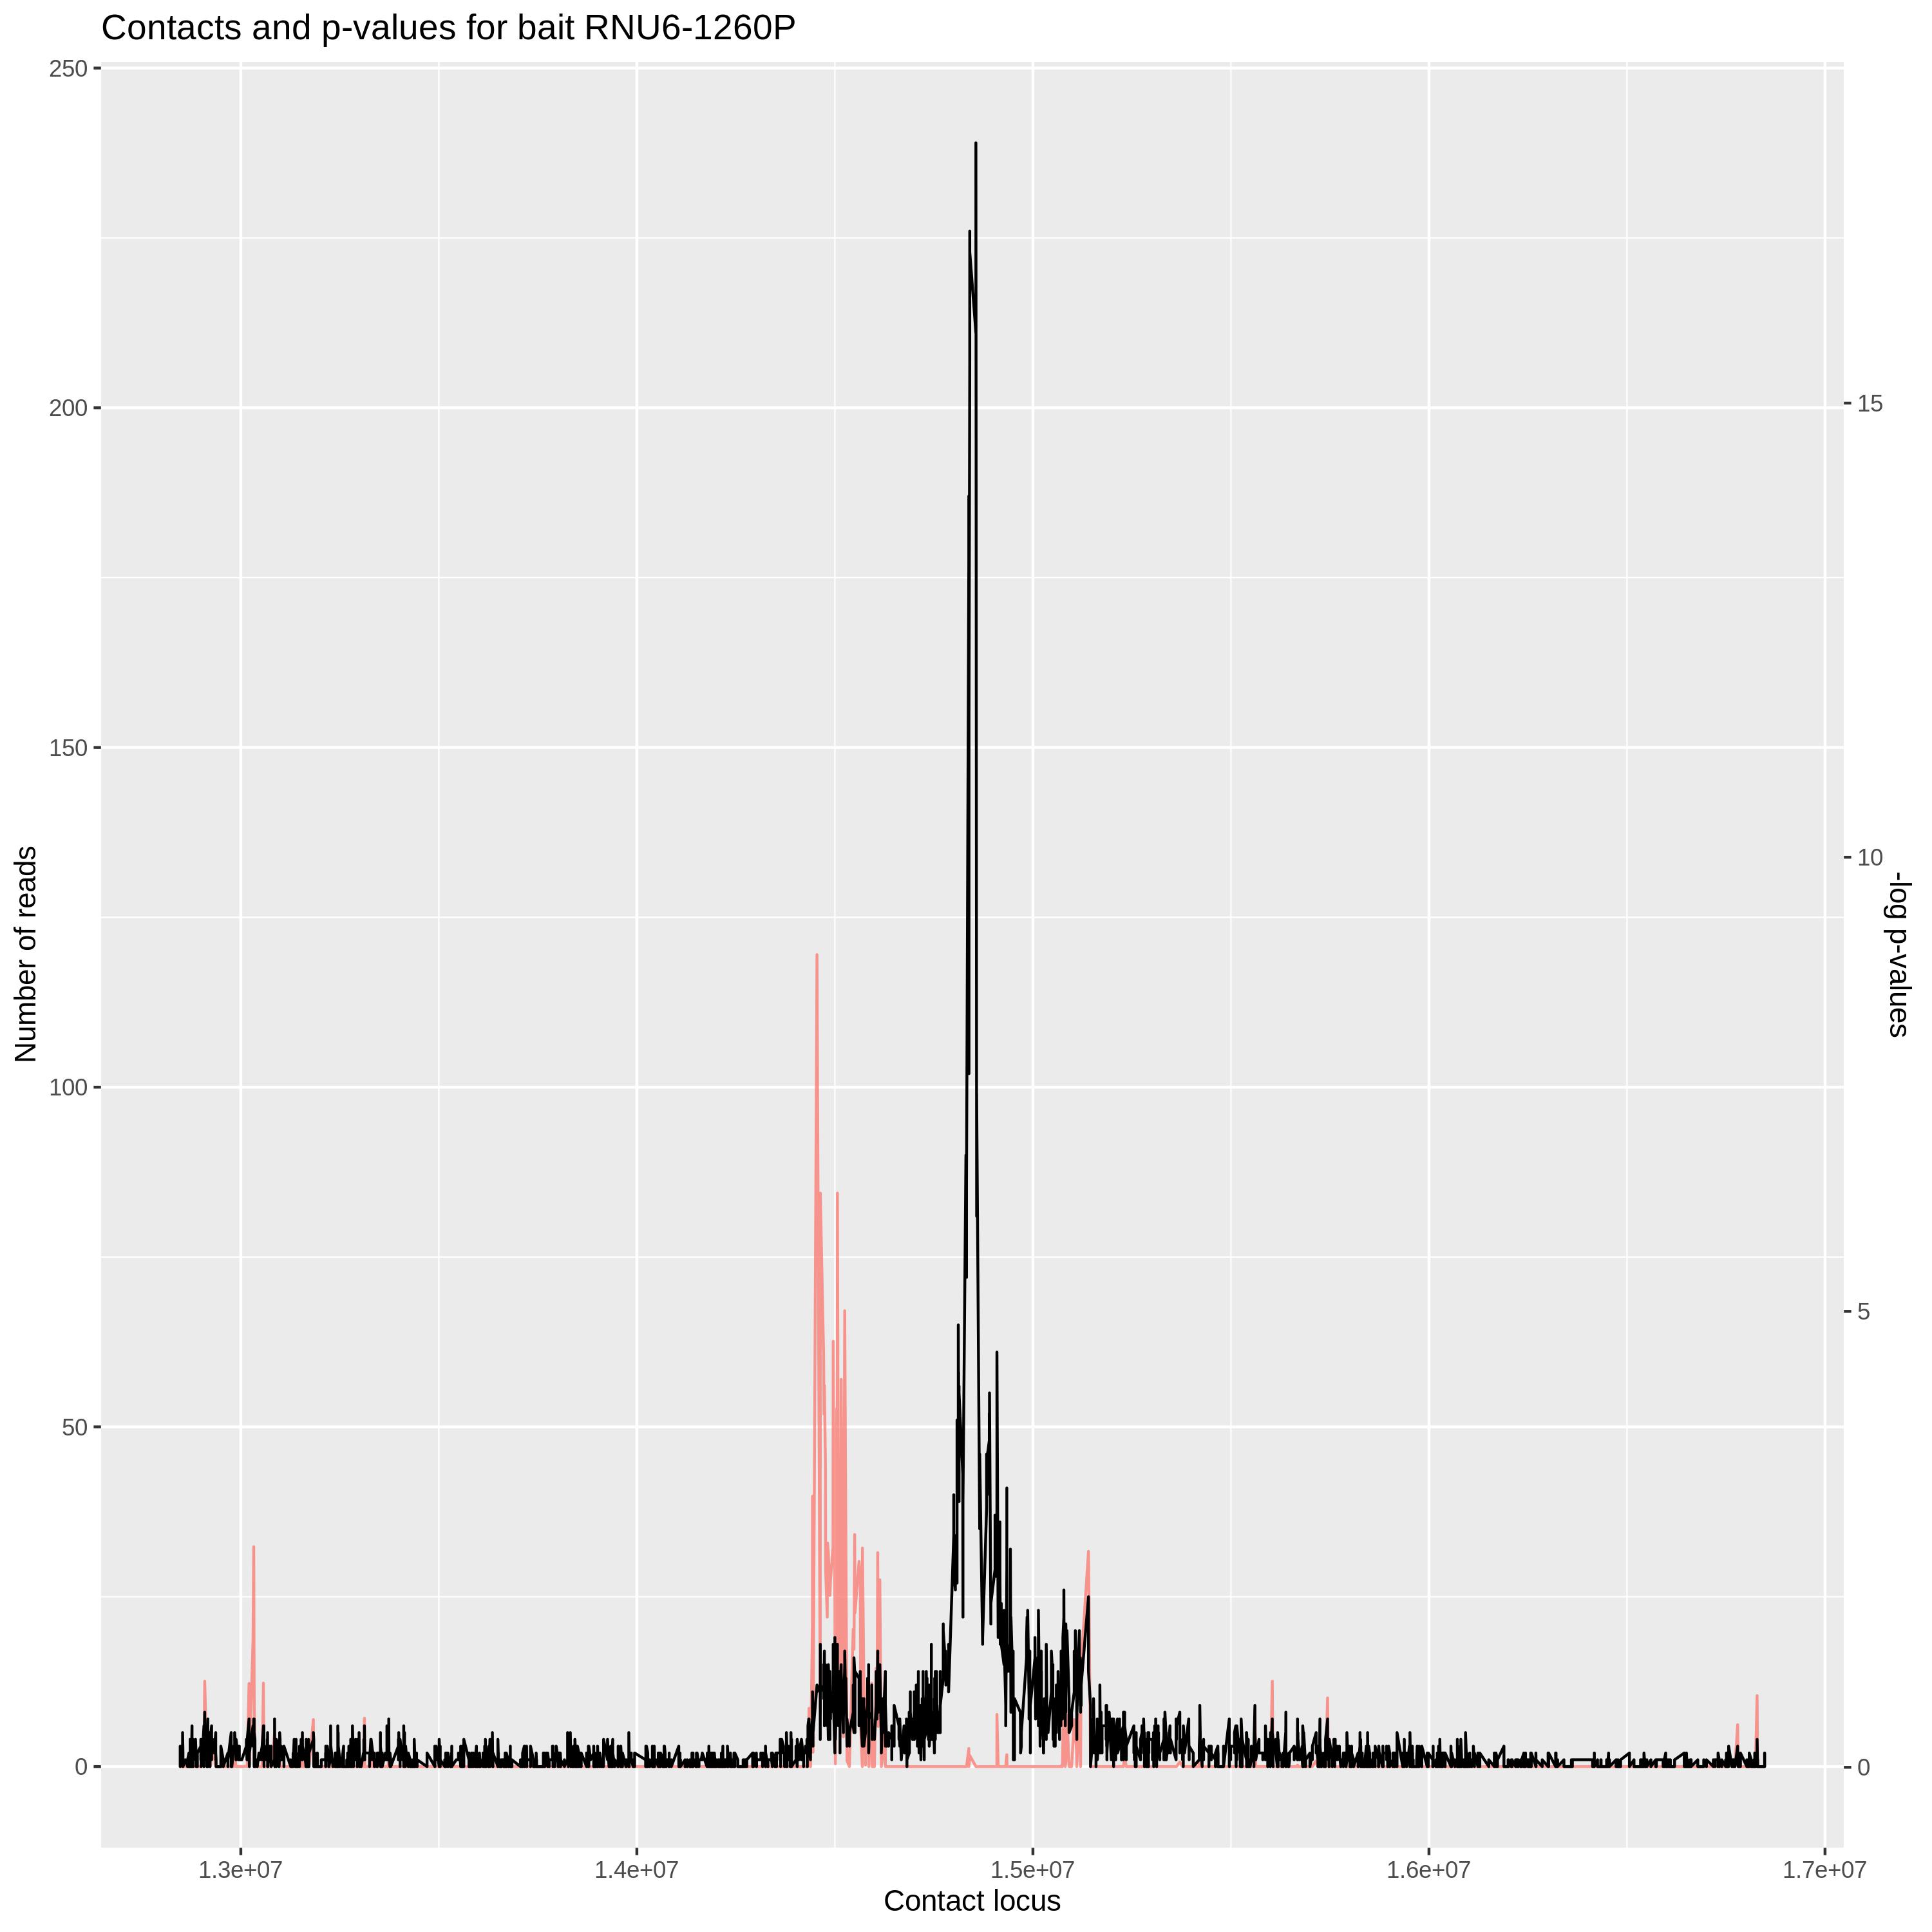 Contacts and p-values for bait RNU6-1260P
250
200
150
100
50
0
Number of reads
15
10
5
0
-log p-values
1.3e+07
1.4e+07
1.5e+07
1.6e+07
1.7e+07
Contact locus